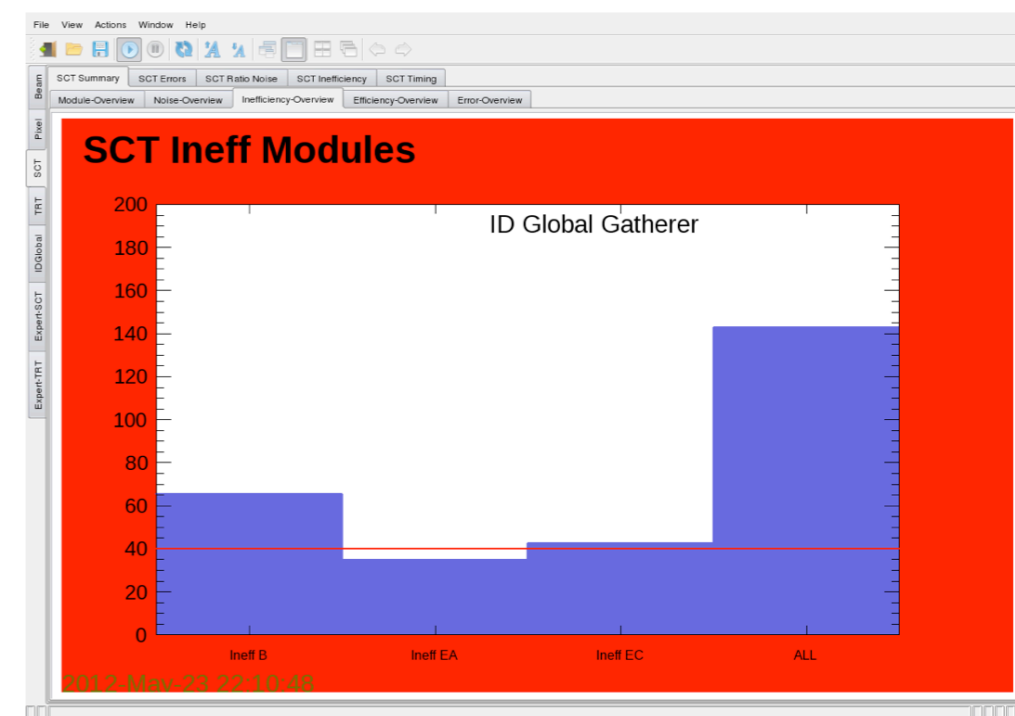 File View Actions Window Help
SCT Summary SCT Errors SCT Ratio Noise SCT Inefficiency SCT Timing
Module-Overview Noise-Overview Inefficiency-Overview Efficiency-Overview Error-Overview
Beam
Pixel
SCT
TRT
IDGlobal
Expert-SCT
Expert-TRT
SCT Ineff Modules
ID Global Gatherer
200
180
160
140
120
100
80
60
40
20
0
Ineff B Ineff EA Ineff EC ALL
2012-May-23 22:10:48